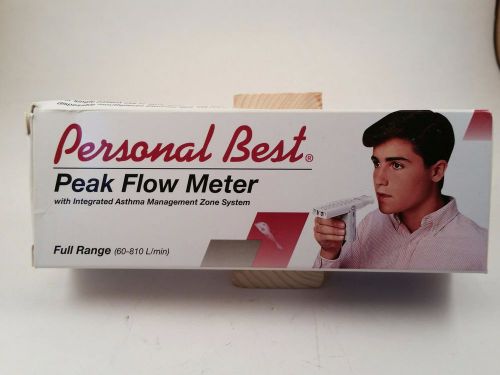 Personal Best®
Peak Flow Meter
with Integrated Asthma Management Zone System
Full Range (60-810 L/min)